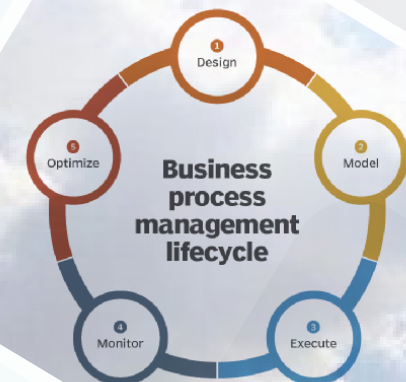 Business
process
management
lifecycle
1
Design
2
Model
3
Execute
4
Monitor
5
Optimize